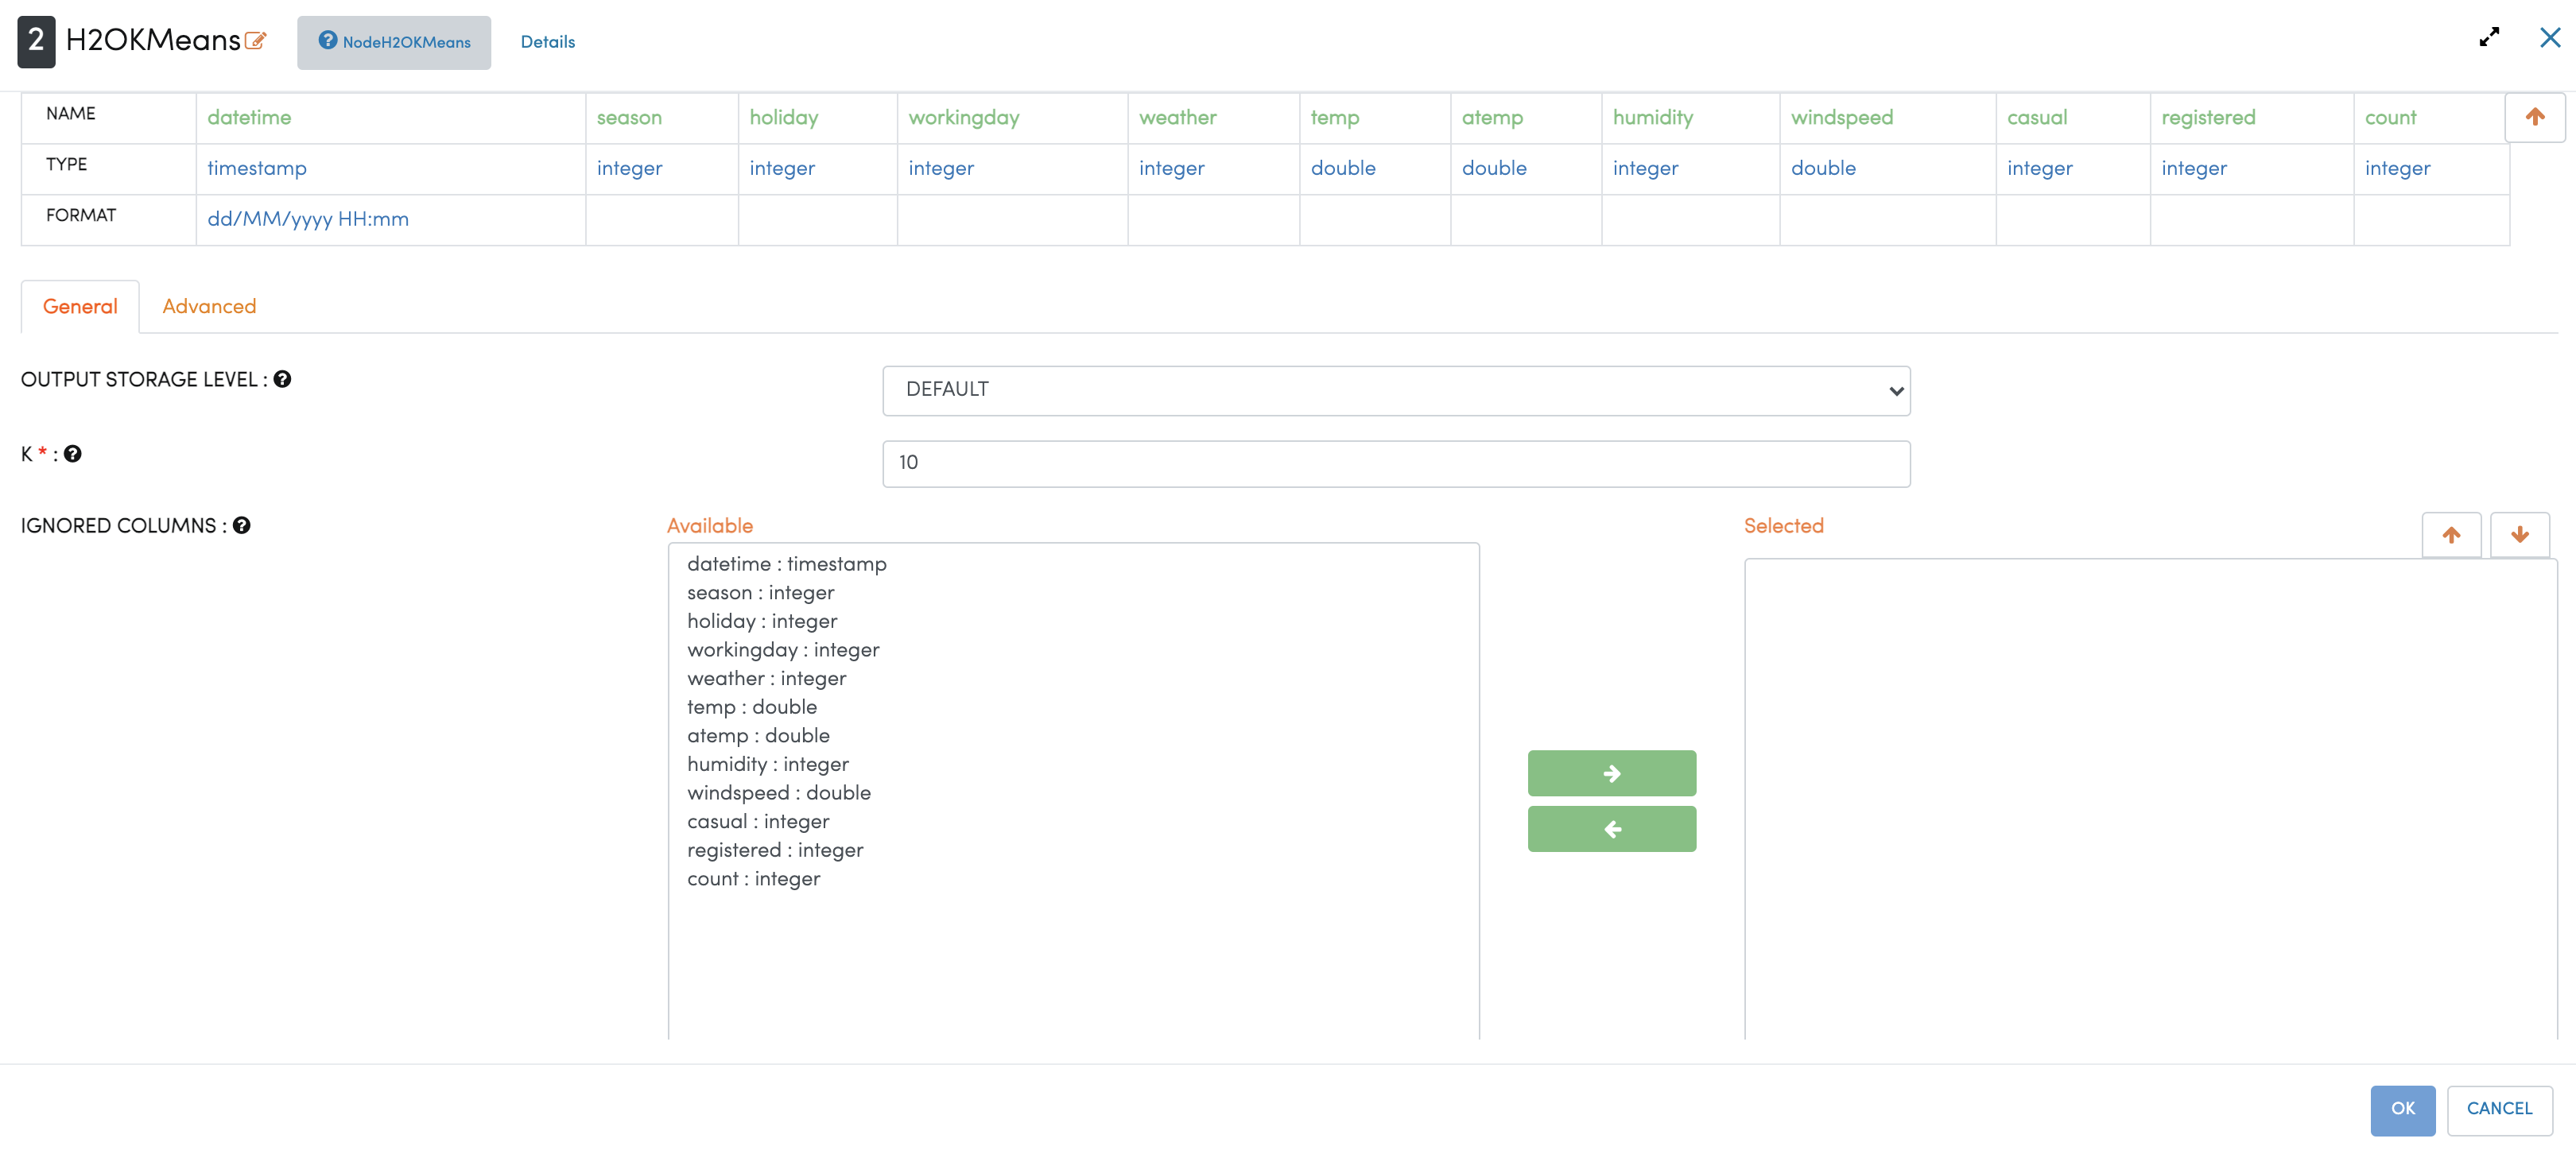 2 H2OKMeans NodeH2OKMeans Details
NAME datetime season holiday workingday weather temp atemp humidity windspeed casual registered count
TYPE timestamp integer integer integer integer double double integer double integer integer integer
FORMAT dd/MM/yyyy HH:mm
General Advanced
OUTPUT STORAGE LEVEL : DEFAULT
K * : 10
IGNORED COLUMNS : Available Selected
datetime : timestamp
season : integer
holiday : integer
workingday : integer
weather : integer
temp : double
atemp : double
humidity : integer
windspeed : double
casual : integer
registered : integer
count : integer
OK CANCEL